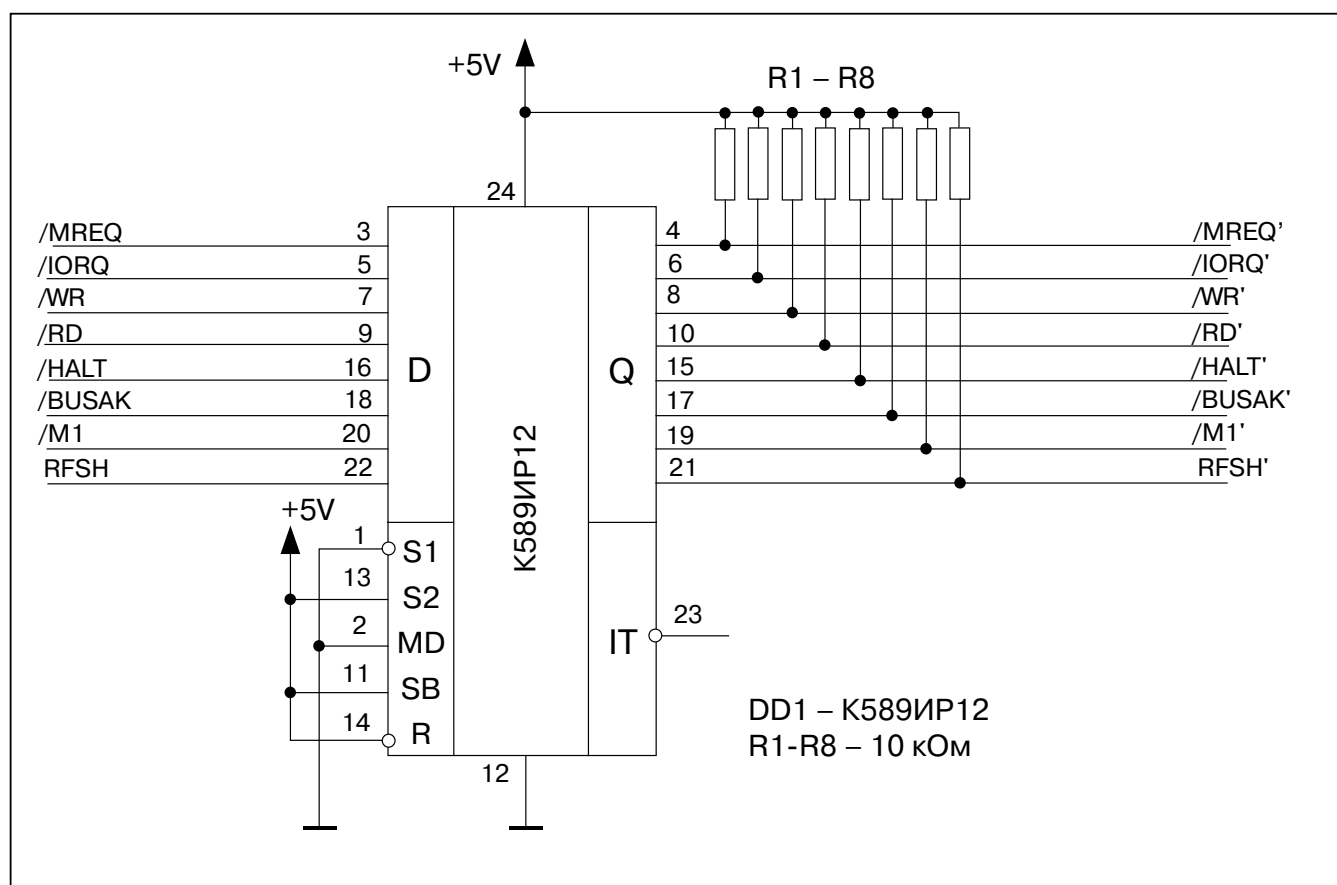 +5V
R1 – R8
24
/MREQ 3 4 /MREQ'
/IORQ 5 6 /IORQ'
/WR 7 8 /WR'
/RD 9 10 /RD'
/HALT 16 D Q 15 /HALT'
/BUSAK 18 17 /BUSAK'
/M1 20 19 /M1'
RFSH 22 21 RFSH'
К589ИР12
+5V
1 S1
13 S2
2 MD
11 SB
14 R
IT 23
12
DD1 – К589ИР12
R1-R8 – 10 кОм